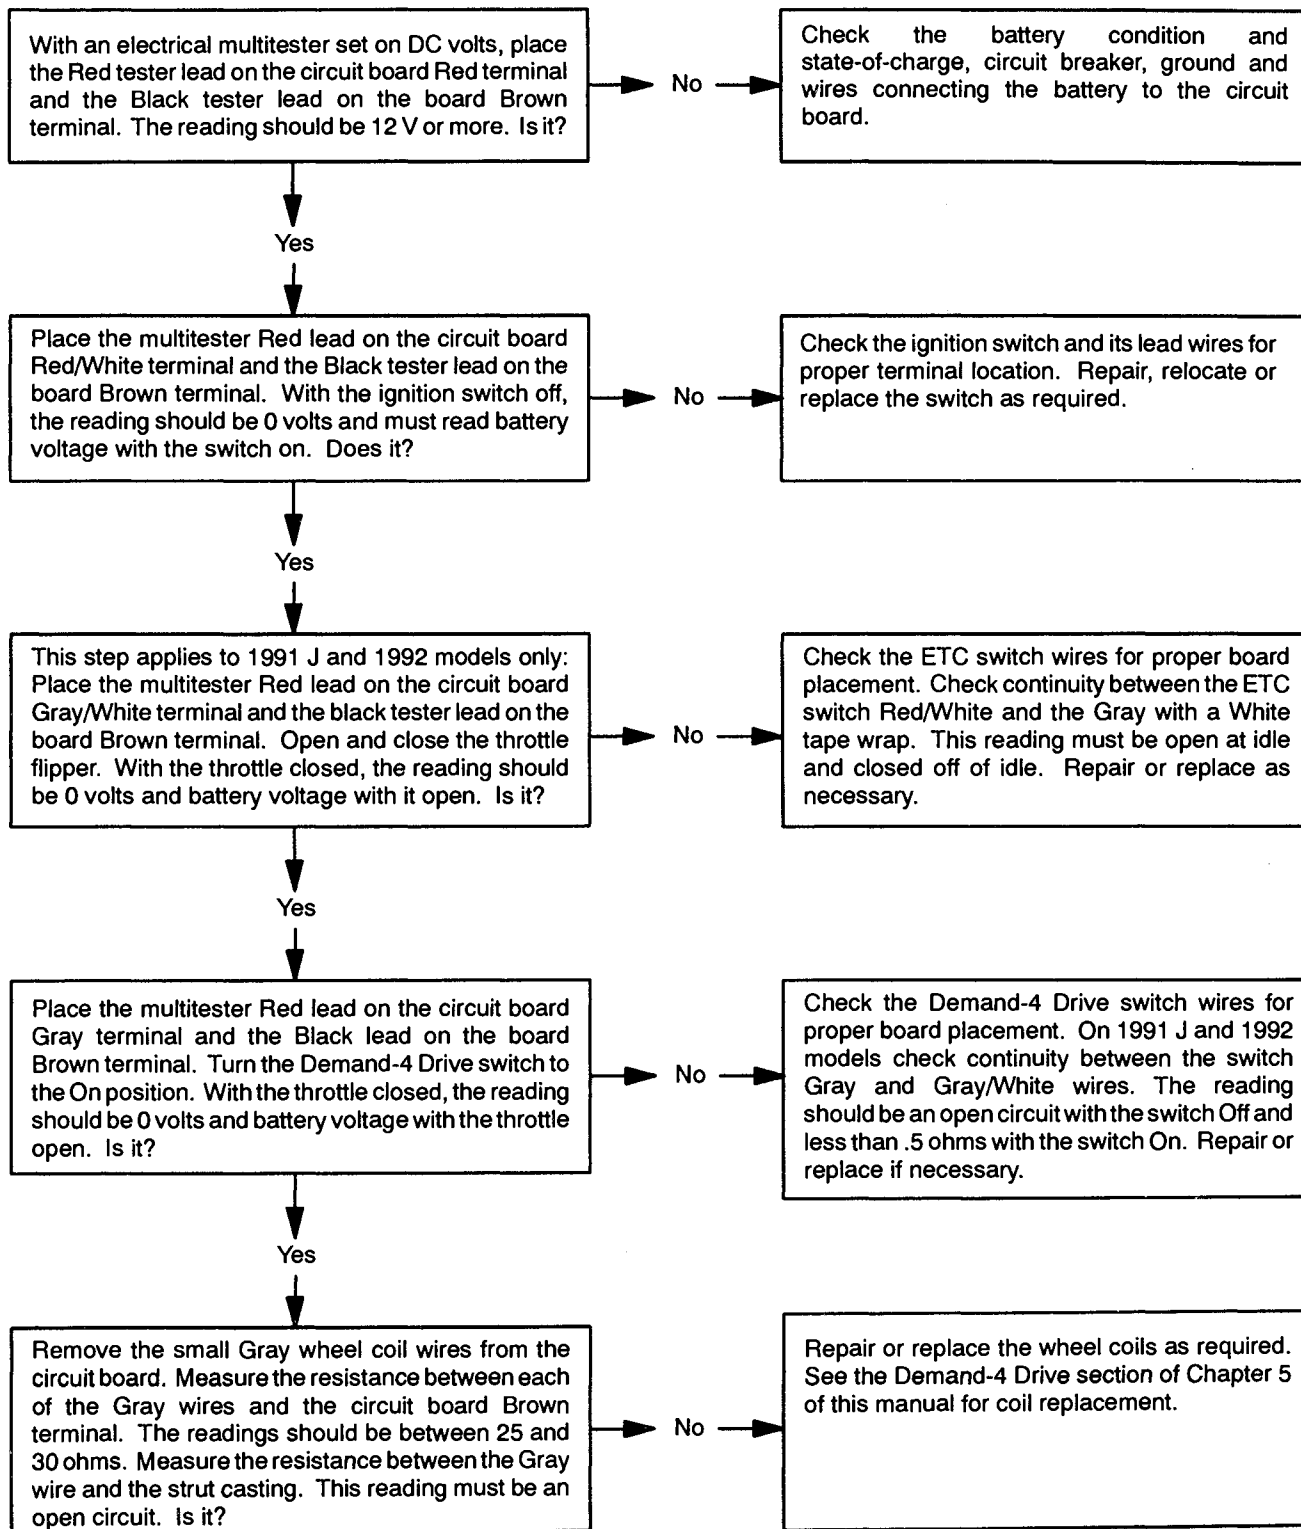 With an electrical multitester set on DC volts, place
the Red tester lead on the circuit board Red terminal
and the Black tester lead on the board Brown
terminal. The reading should be 12 V or more. Is it?
No
Check the battery condition and
state-of-charge, circuit breaker, ground and
wires connecting the battery to the circuit
board.
Yes
Place the multitester Red lead on the circuit board
Red/White terminal and the Black tester lead on the
board Brown terminal. With the ignition switch off,
the reading should be 0 volts and must read battery
voltage with the switch on. Does it?
No
Check the ignition switch and its lead wires for
proper terminal location. Repair, relocate or
replace the switch as required.
Yes
This step applies to 1991 J and 1992 models only:
Place the multitester Red lead on the circuit board
Gray/White terminal and the black tester lead on the
board Brown terminal. Open and close the throttle
flipper. With the throttle closed, the reading should
be 0 volts and battery voltage with it open. Is it?
No
Check the ETC switch wires for proper board
placement. Check continuity between the ETC
switch Red/White and the Gray with a White
tape wrap. This reading must be open at idle
and closed off of idle. Repair or replace as
necessary.
Yes
Place the multitester Red lead on the circuit board
Gray terminal and the Black lead on the board
Brown terminal. Turn the Demand-4 Drive switch to
the On position. With the throttle closed, the reading
should be 0 volts and battery voltage with the throttle
open. Is it?
No
Check the Demand-4 Drive switch wires for
proper board placement. On 1991 J and 1992
models check continuity between the switch
Gray and Gray/White wires. The reading
should be an open circuit with the switch Off and
less than .5 ohms with the switch On. Repair or
replace if necessary.
Yes
Remove the small Gray wheel coil wires from the
circuit board. Measure the resistance between each
of the Gray wires and the circuit board Brown
terminal. The readings should be between 25 and
30 ohms. Measure the resistance between the Gray
wire and the strut casting. This reading must be an
open circuit. Is it?
No
Repair or replace the wheel coils as required.
See the Demand-4 Drive section of Chapter 5
of this manual for coil replacement.